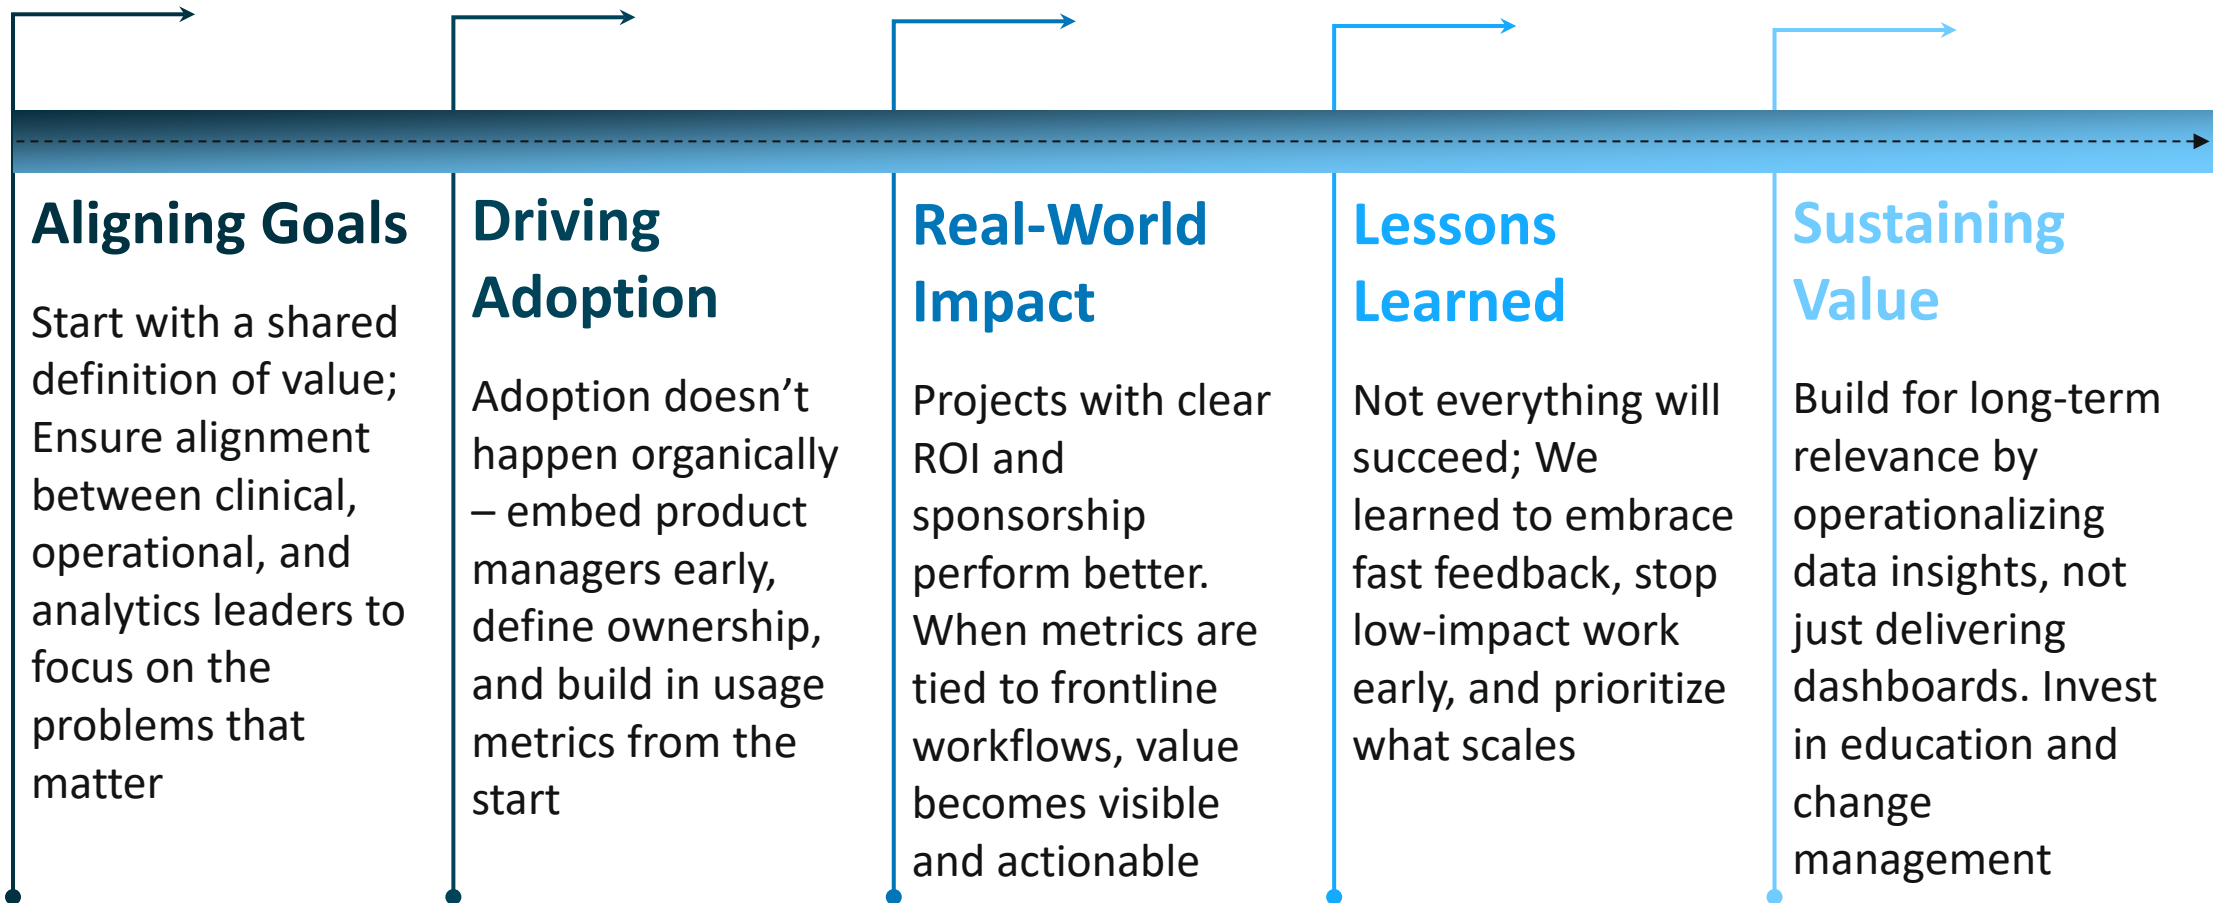 Aligning Goals
Start with a shared
definition of value;
Ensure alignment
between clinical,
operational, and
analytics leaders to
focus on the
problems that
matter
Driving
Adoption
Adoption doesn’t
happen organically
– embed product
managers early,
define ownership,
and build in usage
metrics from the
start
Real-World
Impact
Projects with clear
ROI and
sponsorship
perform better.
When metrics are
tied to frontline
workflows, value
becomes visible
and actionable
Lessons
Learned
Not everything will
succeed; We
learned to embrace
fast feedback, stop
low-impact work
early, and prioritize
what scales
Sustaining
Value
Build for long-term
relevance by
operationalizing
data insights, not
just delivering
dashboards. Invest
in education and
change
management